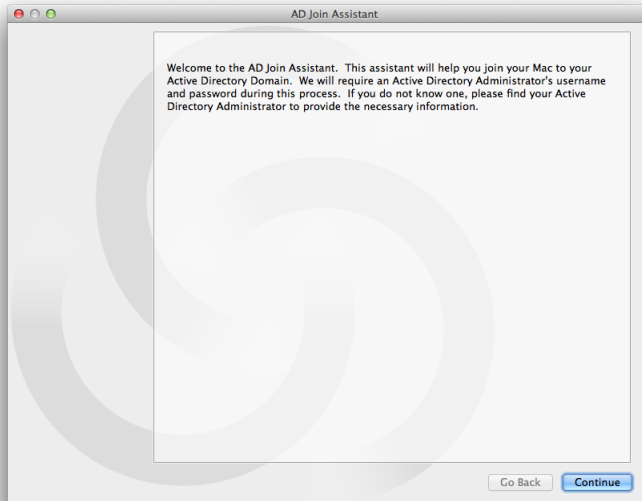 AD Join Assistant
Welcome to the AD Join Assistant.  This assistant will help you join your Mac to your
Active Directory Domain.  We will require an Active Directory Administrator's username
and password during this process.  If you do not know one, please find your Active
Directory Administrator to provide the necessary information.
Go Back
Continue